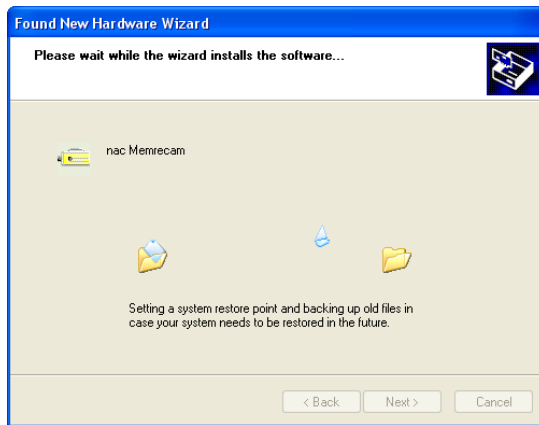 Found New Hardware Wizard
Please wait while the wizard installs the software...
nac Memrecam
Setting a system restore point and backing up old files in
case your system needs to be restored in the future.
< Back
Next >
Cancel